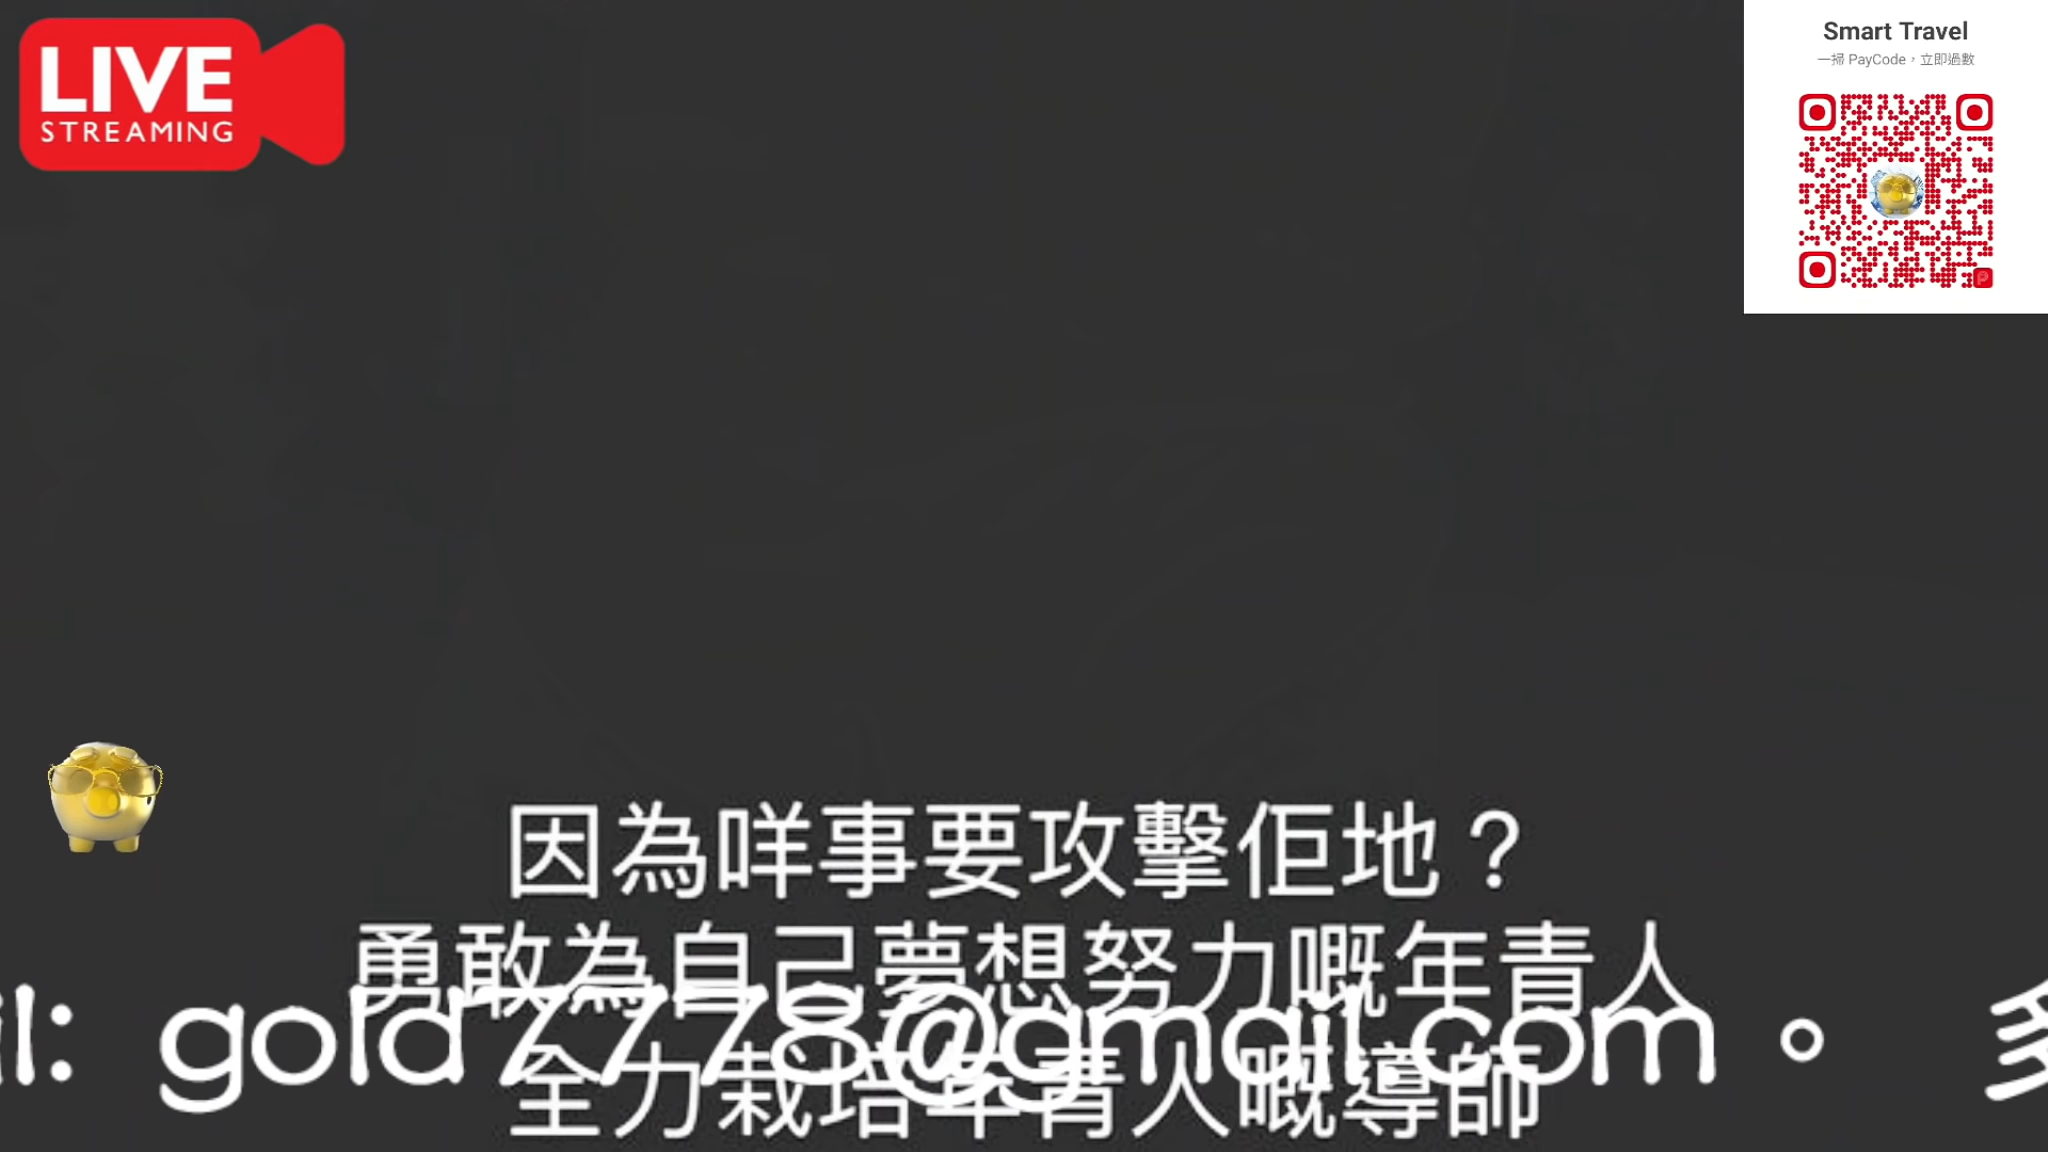 LIVE
STREAMING
Smart Travel
一掃 PayCode，立即過數
因為咩事要攻擊佢地？
勇敢為自己夢想努力嘅年青人
il: gold7778@gmail.com。 多
全力栽培年青人嘅導師